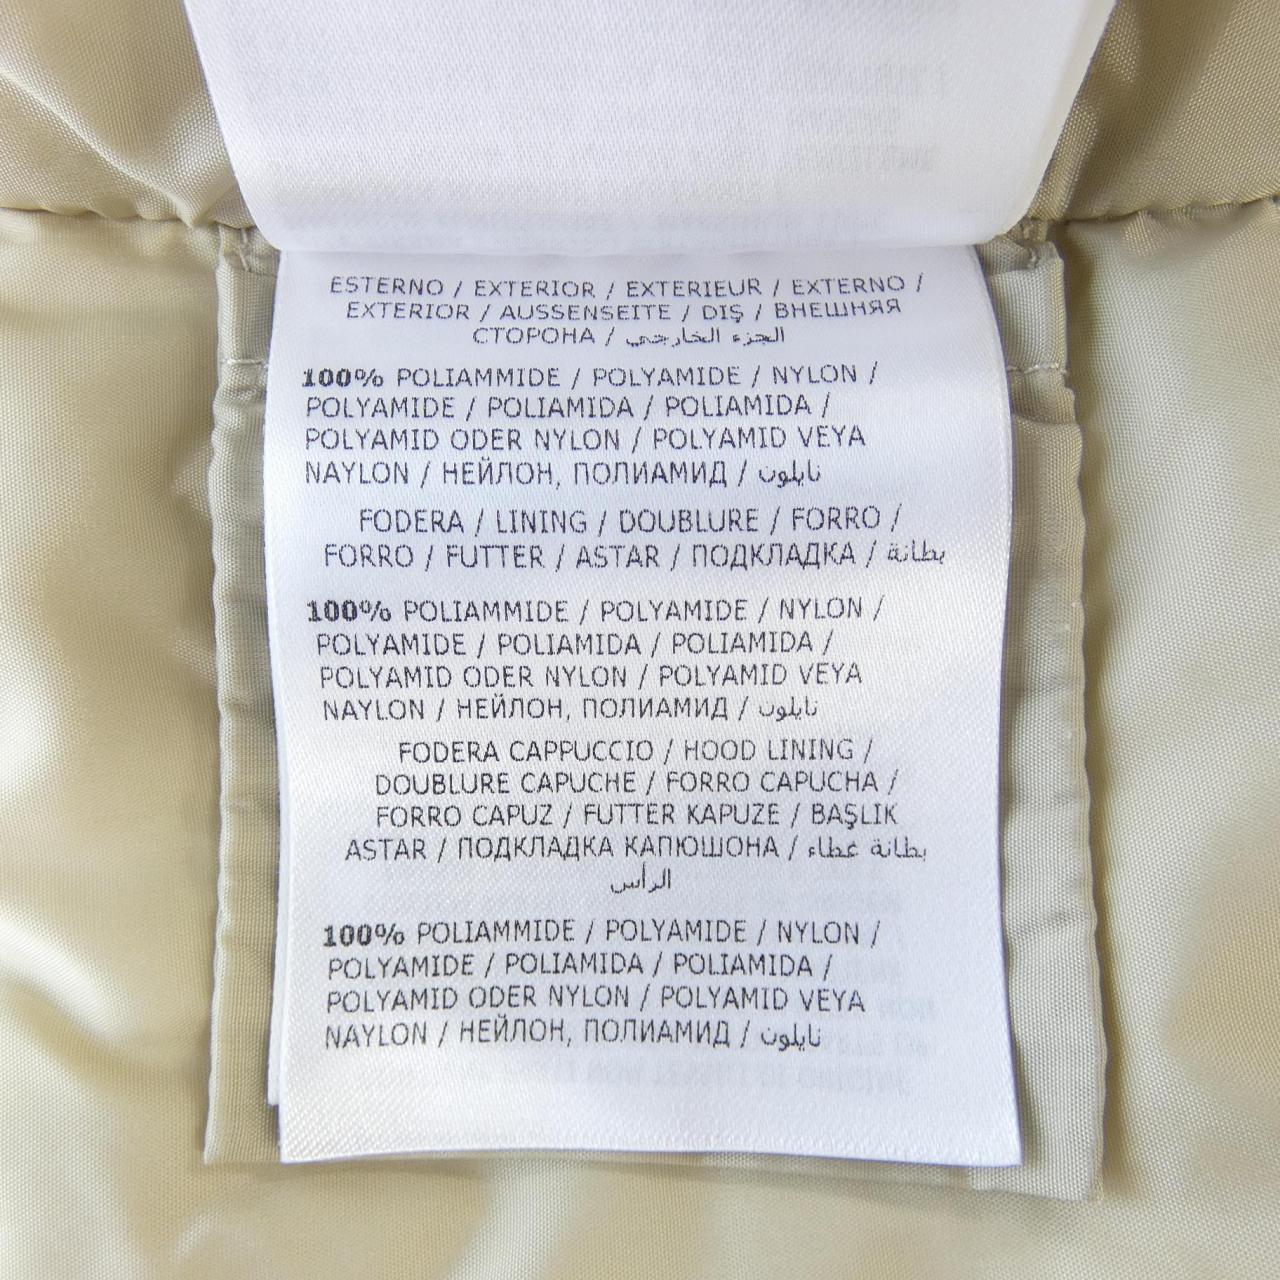 ESTERNO / EXTERIOR / EXTERIEUR / EXTERNO /
EXTERIOR / AUSSENSEITE / DIŞ / ВНЕШНЯЯ
СТОРОНА / الجزء الخارجي
100% POLIAMMIDE / POLYAMIDE / NYLON /
POLYAMIDE / POLIAMIDA / POLIAMIDA /
POLYAMID ODER NYLON / POLYAMID VEYA
NAYLON / НЕЙЛОН, ПОЛИАМИД / نايلون
FODERA / LINING / DOUBLURE / FORRO /
FORRO / FUTTER / ASTAR / ПОДКЛАДКА / بطانة
100% POLIAMMIDE / POLYAMIDE / NYLON /
POLYAMIDE / POLIAMIDA / POLIAMIDA /
POLYAMID ODER NYLON / POLYAMID VEYA
NAYLON / НЕЙЛОН, ПОЛИАМИД / نايلون
FODERA CAPPUCCIO / HOOD LINING /
DOUBLURE CAPUCHE / FORRO CAPUCHA /
FORRO CAPUZ / FUTTER KAPUZE / BAŞLIK
ASTAR / ПОДКЛАДКА КАПЮШОНА / بطانة غطاء
الرأس
100% POLIAMMIDE / POLYAMIDE / NYLON /
POLYAMIDE / POLIAMIDA / POLIAMIDA /
POLYAMID ODER NYLON / POLYAMID VEYA
NAYLON / НЕЙЛОН, ПОЛИАМИД / نايلون